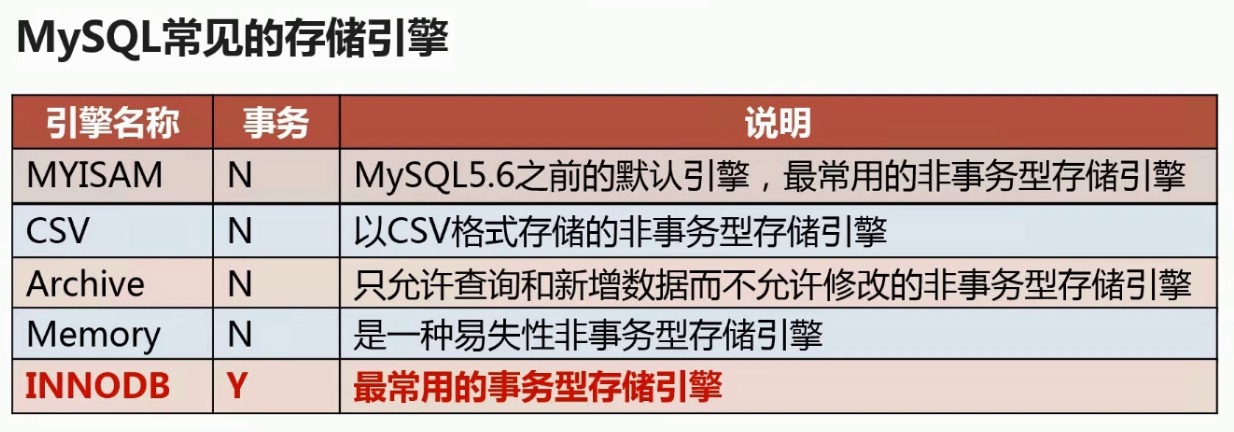 MySQL常见的存储引擎
引擎名称 事务 说明
MYISAM N MySQL5.6之前的默认引擎，最常用的非事务型存储引擎
CSV N 以CSV格式存储的非事务型存储引擎
Archive N 只允许查询和新增数据而不允许修改的非事务型存储引擎
Memory N 是一种易失性非事务型存储引擎
INNODB Y 最常用的事务型存储引擎